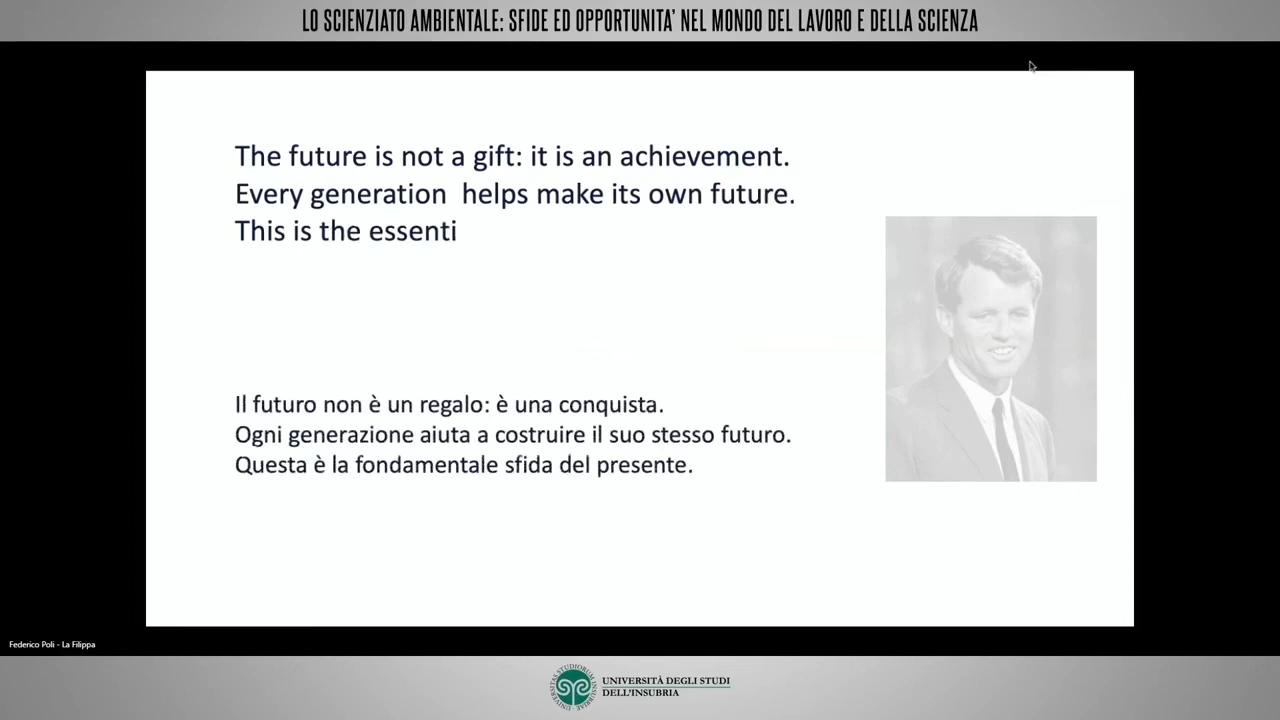 LO SCIENZIATO AMBIENTALE: SFIDE ED OPPORTUNITA' NEL MONDO DEL LAVORO E DELLA SCIENZA
The future is not a gift: it is an achievement.
Every generation helps make its own future.
This is the essenti
Il futuro non è un regalo: è una conquista.
Ogni generazione aiuta a costruire il suo stesso futuro.
Questa è la fondamentale sfida del presente.
Federico Poli - La Filippa
UNIVERSITÀ DEGLI STUDI
DELL'INSUBRIA